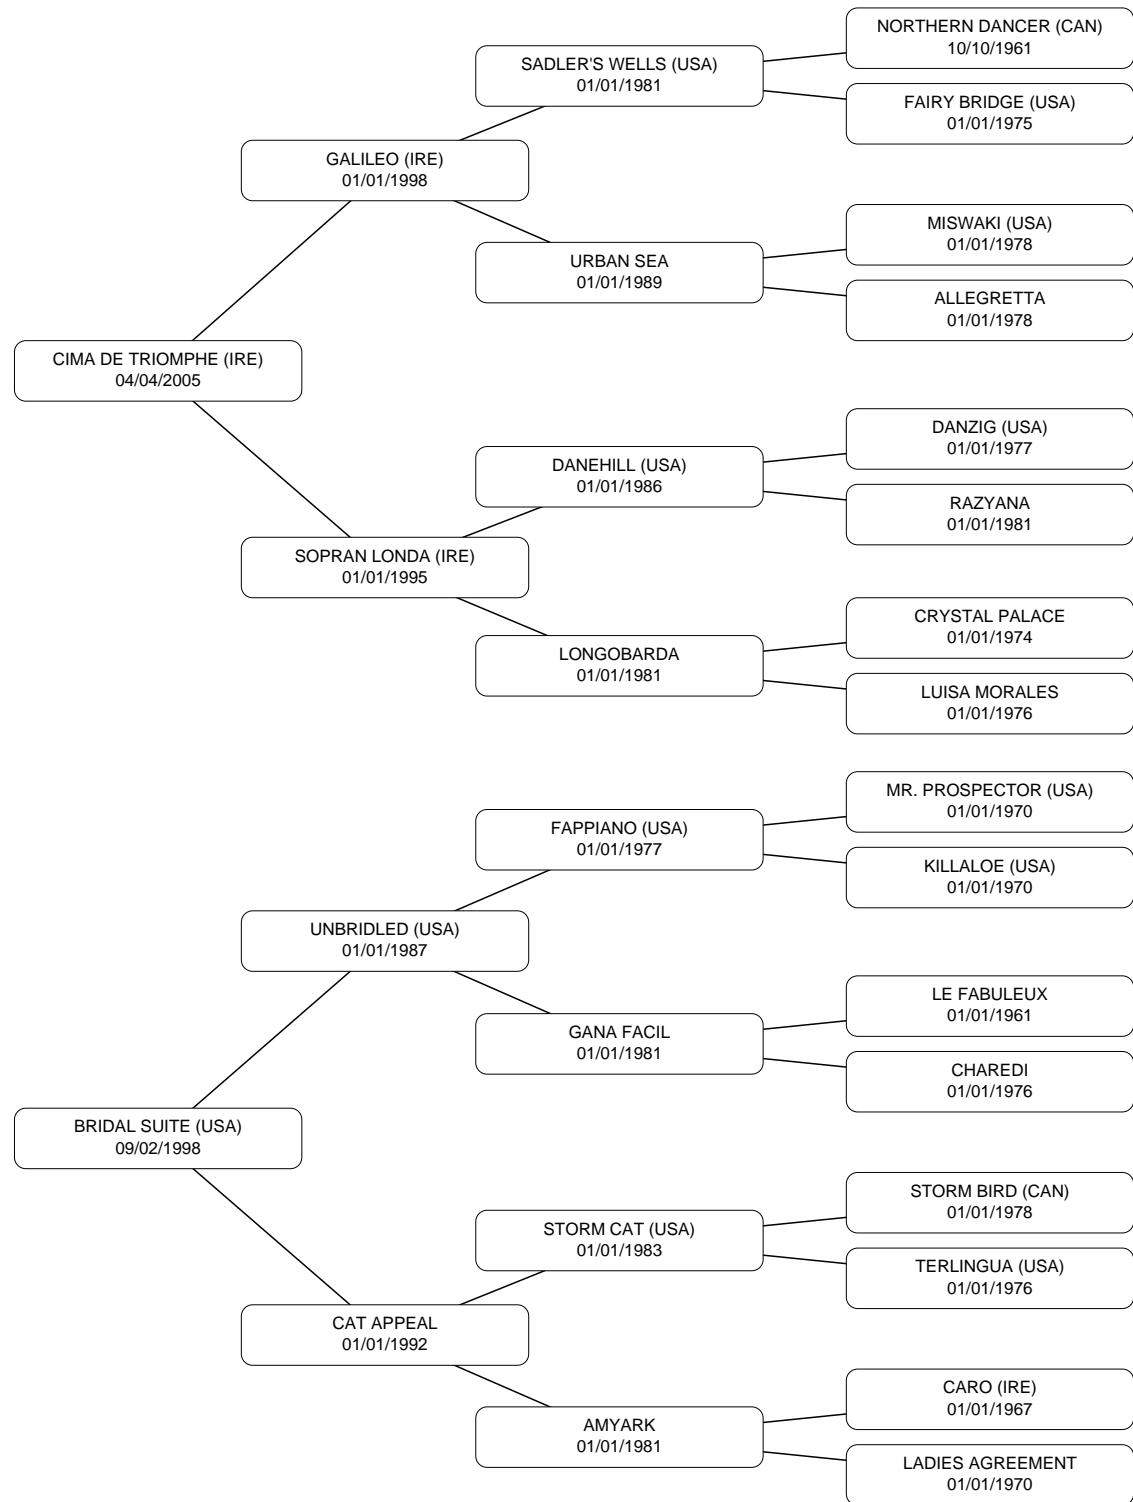 NORTHERN DANCER (CAN)
10/10/1961
SADLER'S WELLS (USA)
01/01/1981
FAIRY BRIDGE (USA)
01/01/1975
GALILEO (IRE)
01/01/1998
MISWAKI (USA)
01/01/1978
URBAN SEA
01/01/1989
ALLEGRETTA
01/01/1978
CIMA DE TRIOMPHE (IRE)
04/04/2005
DANZIG (USA)
01/01/1977
DANEHILL (USA)
01/01/1986
RAZYANA
01/01/1981
SOPRAN LONDA (IRE)
01/01/1995
CRYSTAL PALACE
01/01/1974
LONGOBARDA
01/01/1981
LUISA MORALES
01/01/1976
MR. PROSPECTOR (USA)
01/01/1970
FAPPIANO (USA)
01/01/1977
KILLALOE (USA)
01/01/1970
UNBRIDLED (USA)
01/01/1987
LE FABULEUX
01/01/1961
GANA FACIL
01/01/1981
CHAREDI
01/01/1976
BRIDAL SUITE (USA)
09/02/1998
STORM BIRD (CAN)
01/01/1978
STORM CAT (USA)
01/01/1983
TERLINGUA (USA)
01/01/1976
CAT APPEAL
01/01/1992
CARO (IRE)
01/01/1967
AMYARK
01/01/1981
LADIES AGREEMENT
01/01/1970